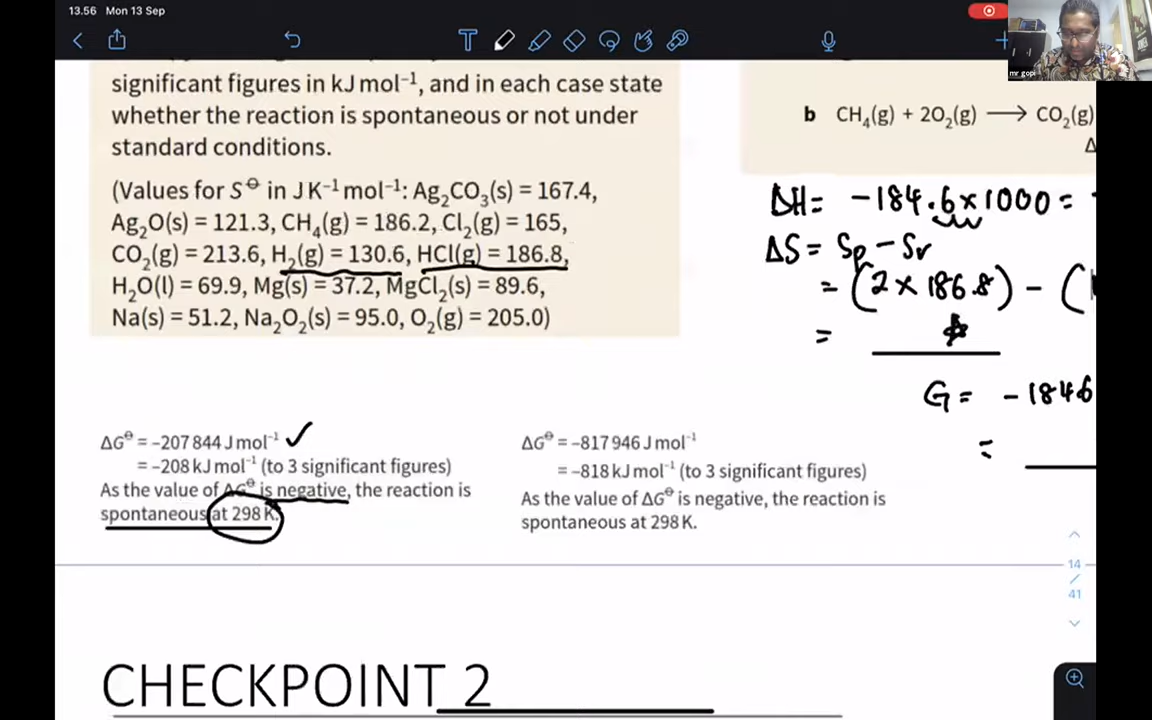 13.56 Mon 13 Sep
mr gopi
significant figures in kJ mol⁻¹, and in each case state
whether the reaction is spontaneous or not under
standard conditions.
(Values for S⦵ in J K⁻¹ mol⁻¹: Ag₂CO₃(s) = 167.4,
Ag₂O(s) = 121.3, CH₄(g) = 186.2, Cl₂(g) = 165,
CO₂(g) = 213.6, H₂(g) = 130.6, HCl(g) = 186.8,
H₂O(l) = 69.9, Mg(s) = 37.2, MgCl₂(s) = 89.6,
Na(s) = 51.2, Na₂O₂(s) = 95.0, O₂(g) = 205.0)
b CH₄(g) + 2O₂(g) ⟶ CO₂(g)
Δ
ΔH = -184.6 × 1000 =
ΔS = Sp - Sr
= (2 × 186.8) - (
=
G = -1846
=
ΔG⦵ = –207 844 J mol⁻¹ ✓
= –208 kJ mol⁻¹ (to 3 significant figures)
As the value of ΔG⦵ is negative, the reaction is
spontaneous at 298 K.
ΔG⦵ = –817 946 J mol⁻¹
= –818 kJ mol⁻¹ (to 3 significant figures)
As the value of ΔG⦵ is negative, the reaction is
spontaneous at 298 K.
14
/
41
CHECKPOINT 2